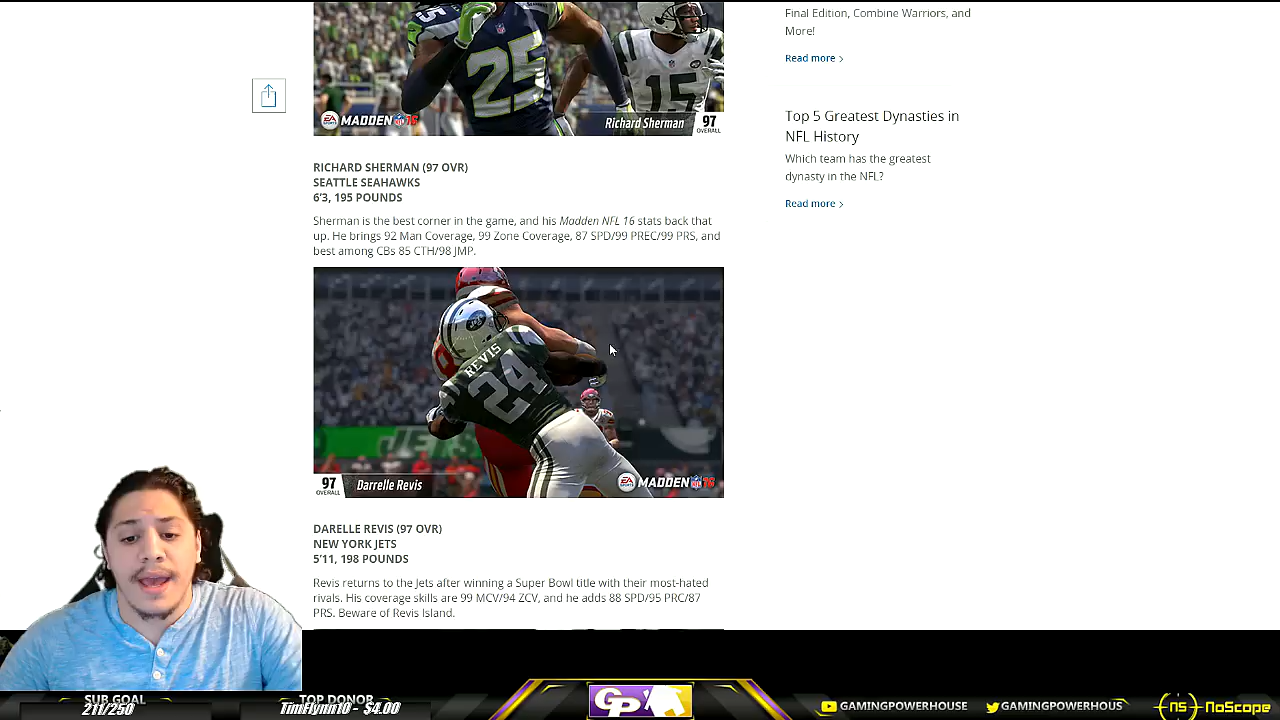 Final Edition, Combine Warriors, and
More!
Read more >
Top 5 Greatest Dynasties in
NFL History
Which team has the greatest
dynasty in the NFL?
Read more >
25
25
15
EA SPORTS MADDEN NFL 16
Richard Sherman 97
OVERALL
RICHARD SHERMAN (97 OVR)
SEATTLE SEAHAWKS
6'3, 195 POUNDS
Sherman is the best corner in the game, and his Madden NFL 16 stats back that
up. He brings 92 Man Coverage, 99 Zone Coverage, 87 SPD/99 PREC/99 PRS, and
best among CBs 85 CTH/98 JMP.
REVIS
24
JETS
97
OVERALL
Darrelle Revis
EA SPORTS MADDEN NFL 16
DARELLE REVIS (97 OVR)
NEW YORK JETS
5'11, 198 POUNDS
Revis returns to the Jets after winning a Super Bowl title with their most-hated
rivals. His coverage skills are 99 MCV/94 ZCV, and he adds 88 SPD/95 PRC/87
PRS. Beware of Revis Island.
SUB GOAL
211/250
TOP DONOR
TimFlynn10 - $4.00
GP
GAMINGPOWERHOUSE
GAMINGPOWERHOUS
NS NoScope